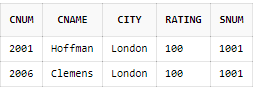 CNUM CNAME CITY RATING SNUM
2001 Hoffman London 100 1001
2006 Clemens London 100 1001